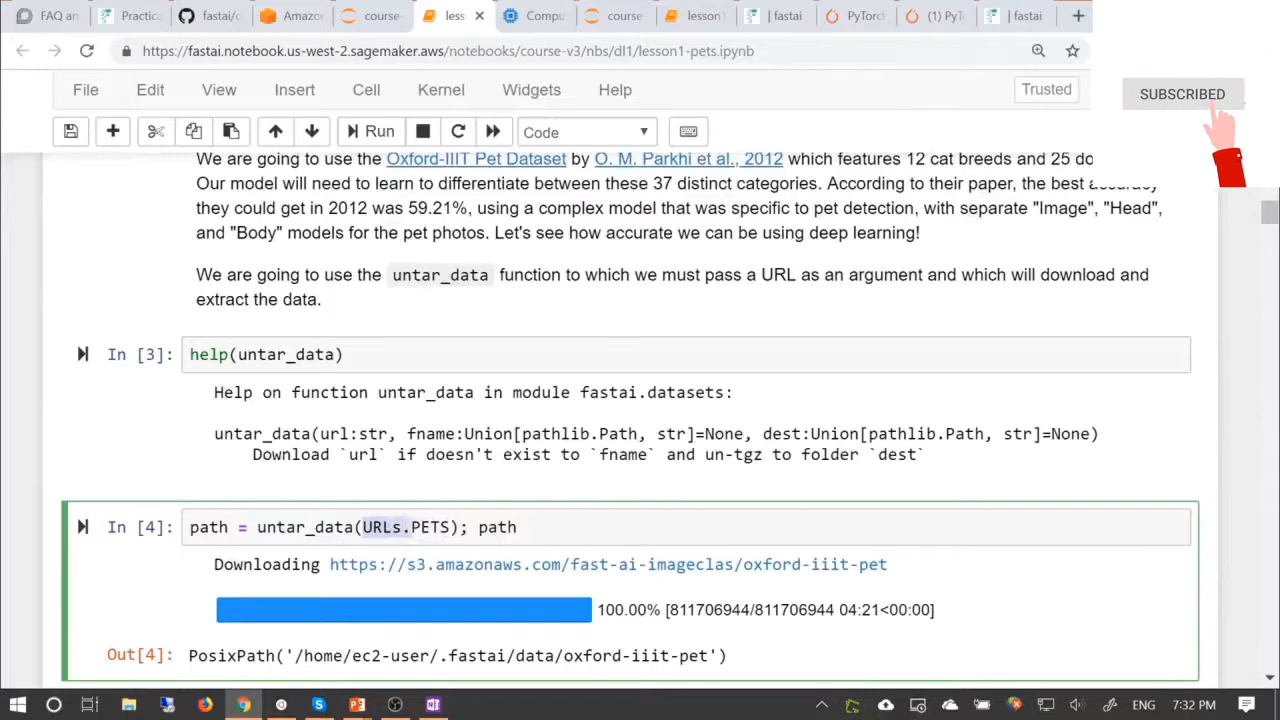 FAQ an
Practica
fastai/c
Amazo
course-
less
Compu
course
lesson1
| fastai
PyTorc
(1) PyT
| fastai
https://fastai.notebook.us-west-2.sagemaker.aws/notebooks/course-v3/nbs/dl1/lesson1-pets.ipynb
SUBSCRIBED
File Edit View Insert Cell Kernel Widgets Help Trusted
Run Code
We are going to use the Oxford-IIIT Pet Dataset by O. M. Parkhi et al., 2012 which features 12 cat breeds and 25 do
Our model will need to learn to differentiate between these 37 distinct categories. According to their paper, the best accuracy
they could get in 2012 was 59.21%, using a complex model that was specific to pet detection, with separate "Image", "Head",
and "Body" models for the pet photos. Let's see how accurate we can be using deep learning!
We are going to use the untar_data function to which we must pass a URL as an argument and which will download and
extract the data.
In [3]: help(untar_data)
Help on function untar_data in module fastai.datasets:
untar_data(url:str, fname:Union[pathlib.Path, str]=None, dest:Union[pathlib.Path, str]=None)
Download `url` if doesn't exist to `fname` and un-tgz to folder `dest`
In [4]: path = untar_data(URLs.PETS); path
Downloading https://s3.amazonaws.com/fast-ai-imageclas/oxford-iiit-pet
100.00% [811706944/811706944 04:21<00:00]
Out[4]: PosixPath('/home/ec2-user/.fastai/data/oxford-iiit-pet')
ENG 7:32 PM